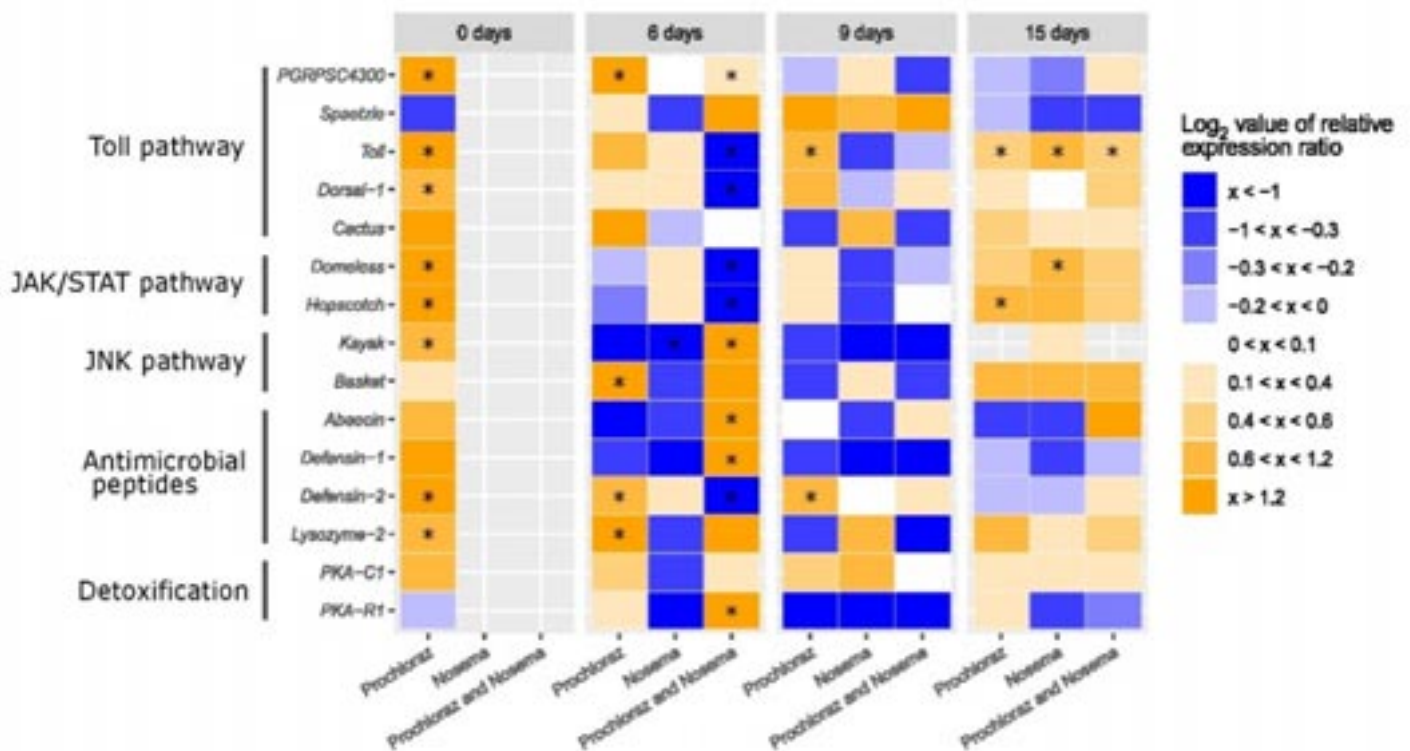 0 days
6 days
9 days
15 days
Toll pathway
PGRPSC4300
Spaetzle
Toll
Dorsal-1
Cactus
JAK/STAT pathway
Domeless
Hopscotch
JNK pathway
Kayak
Basket
Antimicrobial
peptides
Abaecin
Defensin-1
Defensin-2
Lysozyme-2
Detoxification
PKA-C1
PKA-R1
Prochloraz
Nosema
Prochloraz and Nosema
Prochloraz
Nosema
Prochloraz and Nosema
Prochloraz
Nosema
Prochloraz and Nosema
Prochloraz
Nosema
Prochloraz and Nosema
Log2 value of relative
expression ratio
x < -1
-1 < x < -0.3
-0.3 < x < -0.2
-0.2 < x < 0
0 < x < 0.1
0.1 < x < 0.4
0.4 < x < 0.6
0.6 < x < 1.2
x > 1.2